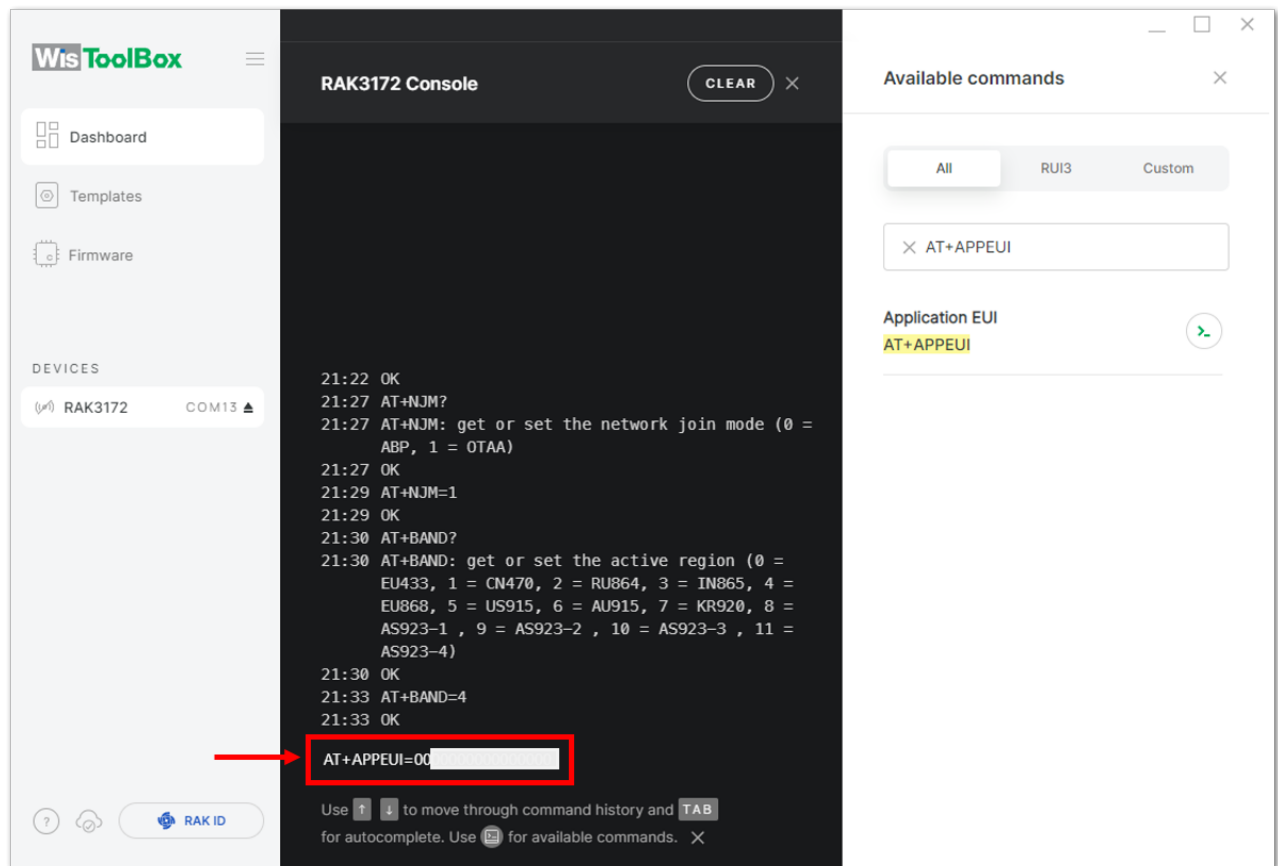 WisToolBox
Dashboard
Templates
Firmware
DEVICES
RAK3172 COM13
RAK ID
RAK3172 Console CLEAR
21:22 OK
21:27 AT+NJM?
21:27 AT+NJM: get or set the network join mode (0 =
ABP, 1 = OTAA)
21:27 OK
21:29 AT+NJM=1
21:29 OK
21:30 AT+BAND?
21:30 AT+BAND: get or set the active region (0 =
EU433, 1 = CN470, 2 = RU864, 3 = IN865, 4 =
EU868, 5 = US915, 6 = AU915, 7 = KR920, 8 =
AS923-1 , 9 = AS923-2 , 10 = AS923-3 , 11 =
AS923-4)
21:30 OK
21:33 AT+BAND=4
21:33 OK
AT+APPEUI=00
Use ↑ ↓ to move through command history and TAB
for autocomplete. Use for available commands.
Available commands
All RUI3 Custom
AT+APPEUI
Application EUI
AT+APPEUI